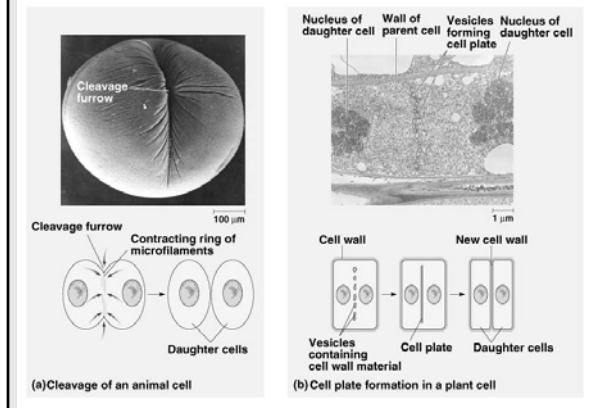 Cleavage
furrow
100 µm
Cleavage furrow
Contracting ring of
microfilaments
Daughter cells
(a)Cleavage of an animal cell
Nucleus of
daughter cell
Wall of
parent cell
Vesicles
forming
cell plate
Nucleus of
daughter cell
1 µm
Cell wall
New cell wall
Vesicles
containing
cell wall material
Cell plate
Daughter cells
(b)Cell plate formation in a plant cell